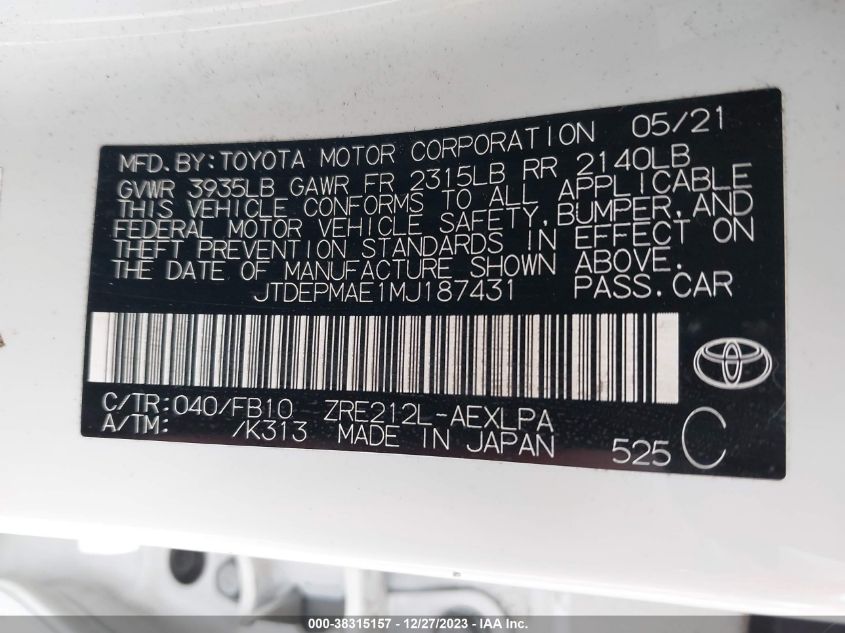 MFD. BY: TOYOTA MOTOR CORPORATION 05/21
GVWR 3935LB GAWR FR 2315LB RR 2140LB
THIS VEHICLE CONFORMS TO ALL APPLICABLE
FEDERAL MOTOR VEHICLE SAFETY, BUMPER, AND
THEFT PREVENTION STANDARDS IN EFFECT ON
THE DATE OF MANUFACTURE SHOWN ABOVE.
JTDEPMAE1MJ187431 PASS. CAR
C/TR: 040/FB10 ZRE212L-AEXLPA
A/TM: /K313 MADE IN JAPAN 525 C
000-38315157 - 12/27/2023 - IAA Inc.